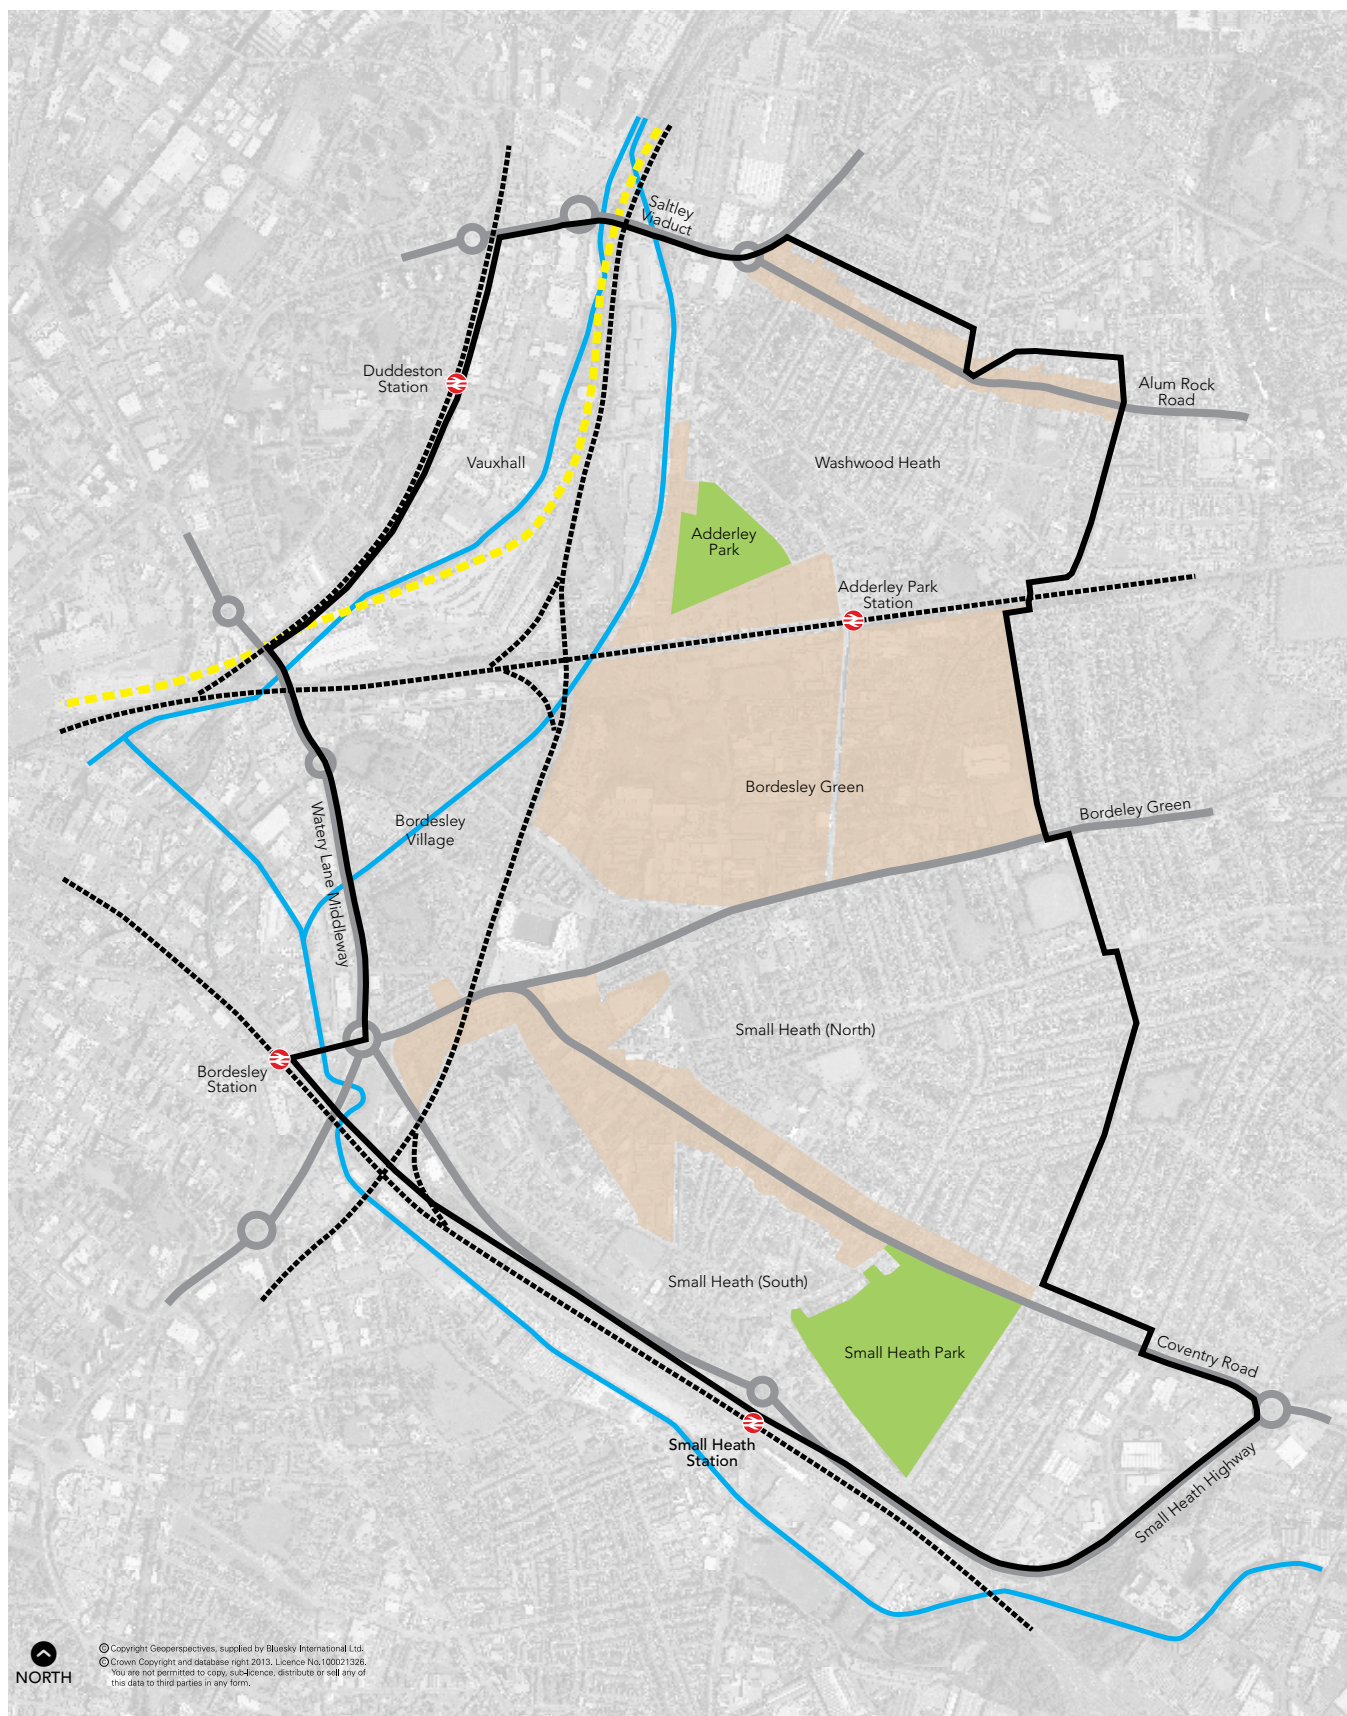 Saltley
Viaduct
Duddeston
Station
Alum Rock
Road
Vauxhall
Washwood Heath
Adderley
Park
Adderley Park
Station
Bordesley Green
Bordeley Green
Watery Lane Middleway
Bordesley
Village
Small Heath (North)
Bordesley
Station
Small Heath (South)
Small Heath Park
Coventry Road
Small Heath
Station
Small Heath Highway
NORTH
© Copyright Geoperspectives, supplied by Bluesky International Ltd.
© Crown Copyright and database right 2013. Licence No.100021326.
You are not permitted to copy, sub-licence, distribute or sell any of
this data to third parties in any form.